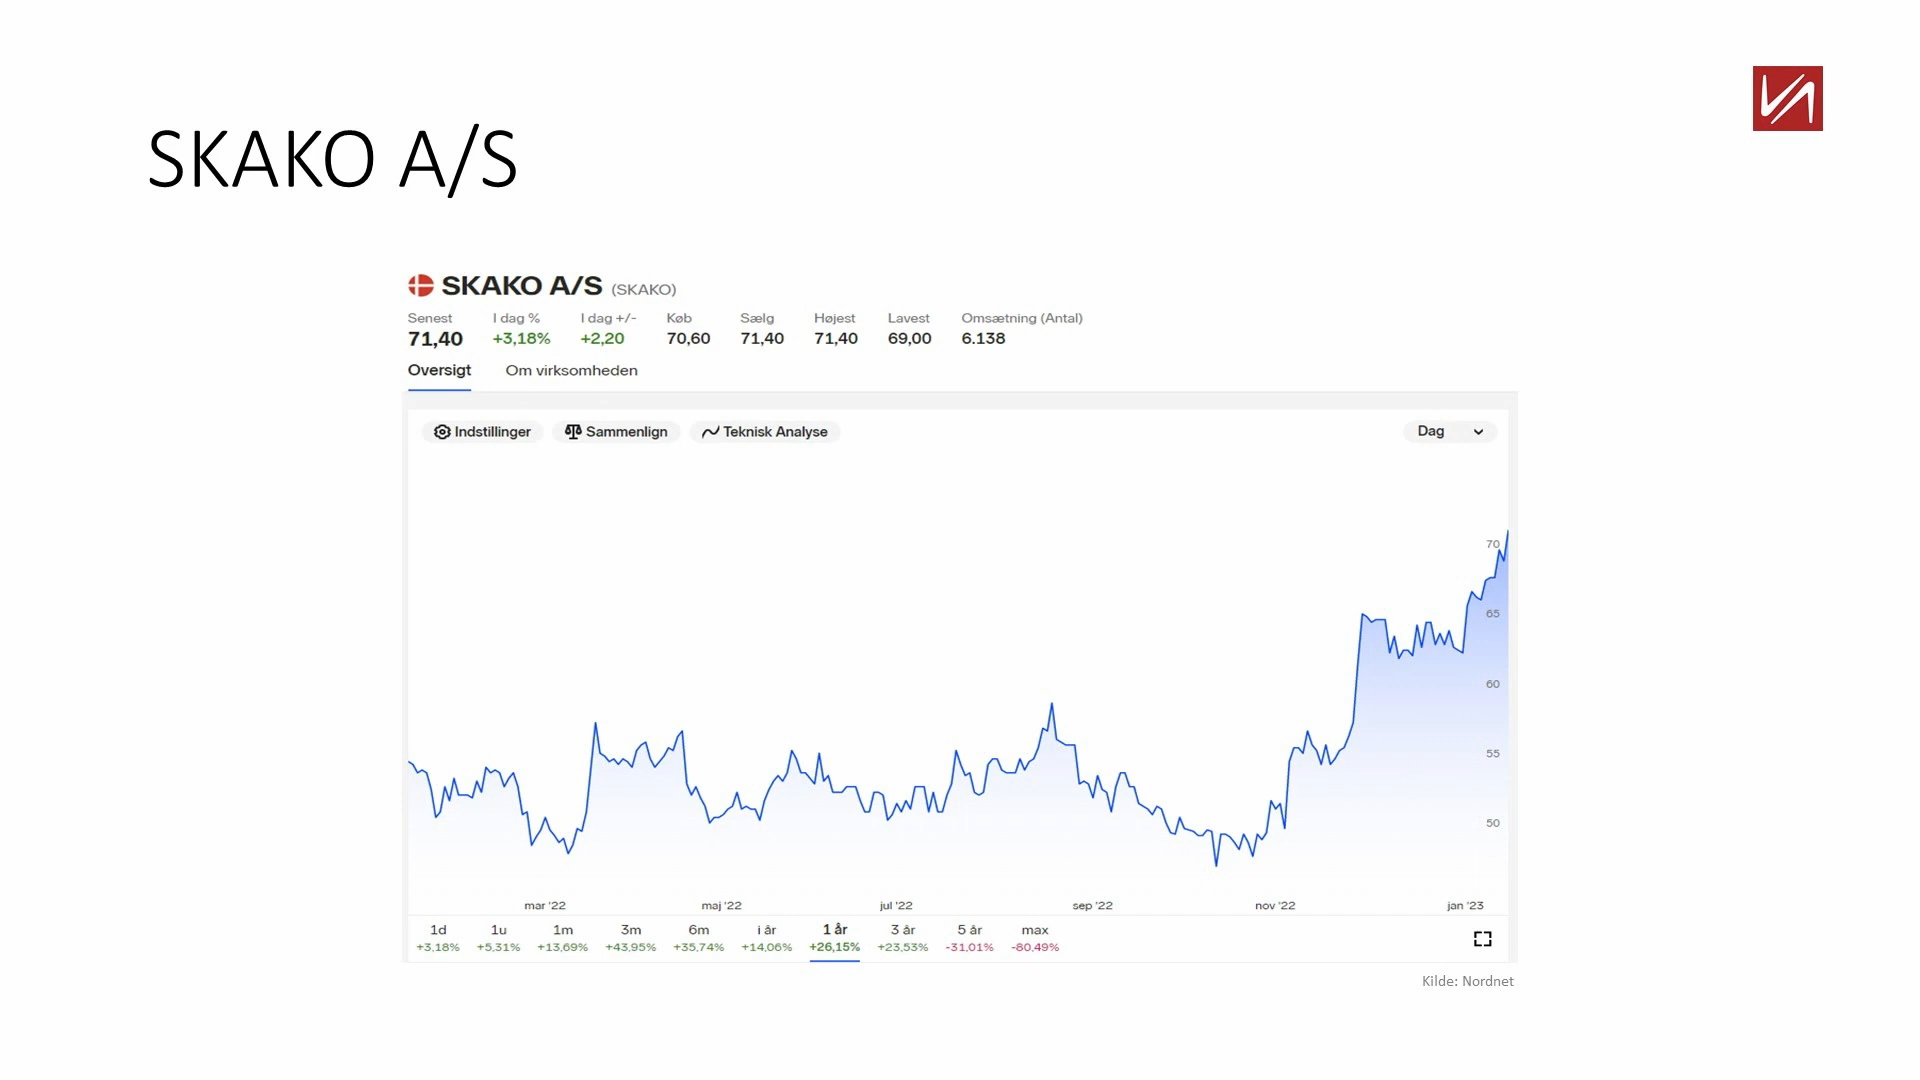 SKAKO A/S
SKAKO A/S (SKAKO)
Senest I dag % I dag +/- Køb Sælg Højest Lavest Omsætning (Antal)
71,40 +3,18% +2,20 70,60 71,40 71,40 69,00 6.138
Oversigt Om virksomheden
Indstillinger Sammenlign Teknisk Analyse Dag
70
65
60
55
50
mar '22 maj '22 jul '22 sep '22 nov '22 jan '23
1d 1u 1m 3m 6m i år 1 år 3 år 5 år max
+3,18% +5,31% +13,69% +43,95% +35,74% +14,06% +26,15% +23,53% -31,01% -80,49%
Kilde: Nordnet